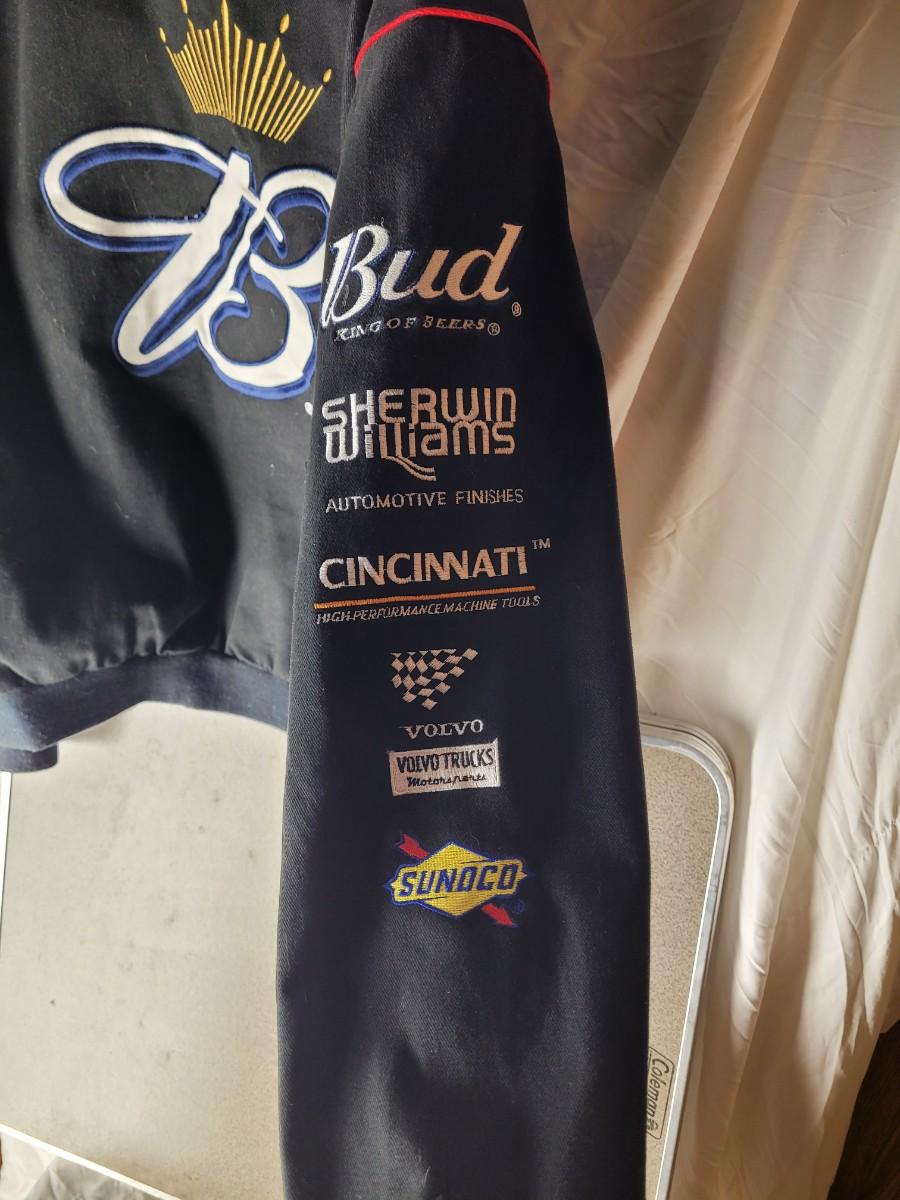 B
Bud®
KING OF BEERS®
SHERWIN
Williams
AUTOMOTIVE FINISHES
CINCINNATI™
HIGH PERFORMANCE MACHINE TOOLS
VOLVO
VOLVO TRUCKS
Motorsports
SUNOCO®
Coleman